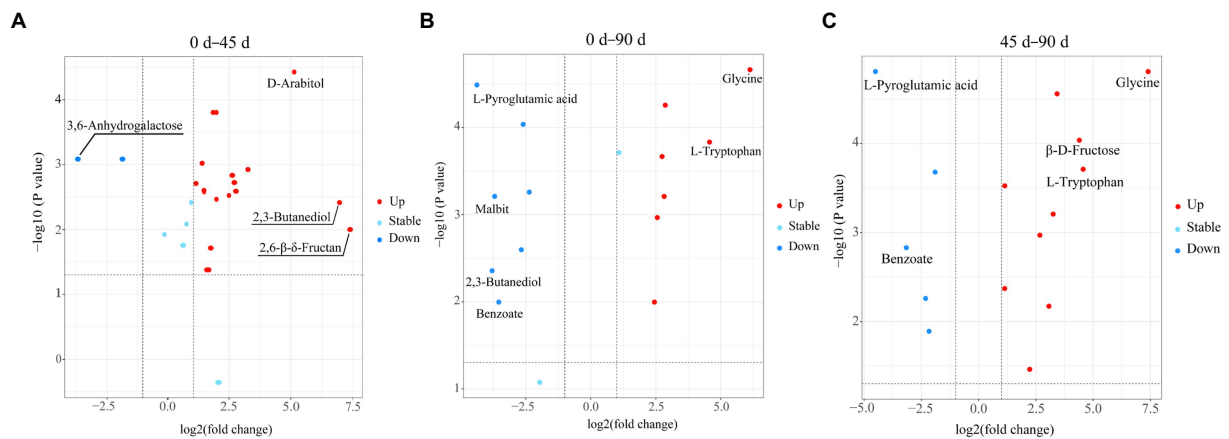 A
0 d–45 d
−log10 (P value)
4
3
2
1
0
D-Arabitol
3,6-Anhydrogalactose
2,3-Butanediol
2,6-β-δ-Fructan
−2.5
0.0
2.5
5.0
7.5
log2(fold change)
Up
Stable
Down
B
0 d–90 d
−log10 (P value)
4
3
2
1
Glycine
L-Pyroglutamic acid
L-Tryptophan
Malbit
2,3-Butanediol
Benzoate
−2.5
0.0
2.5
5.0
log2(fold change)
Up
Stable
Down
C
45 d–90 d
−log10 (P value)
4
3
2
L-Pyroglutamic acid
Glycine
β-D-Fructose
L-Tryptophan
Benzoate
−5.0
−2.5
0.0
2.5
5.0
7.5
log2(fold change)
Up
Down